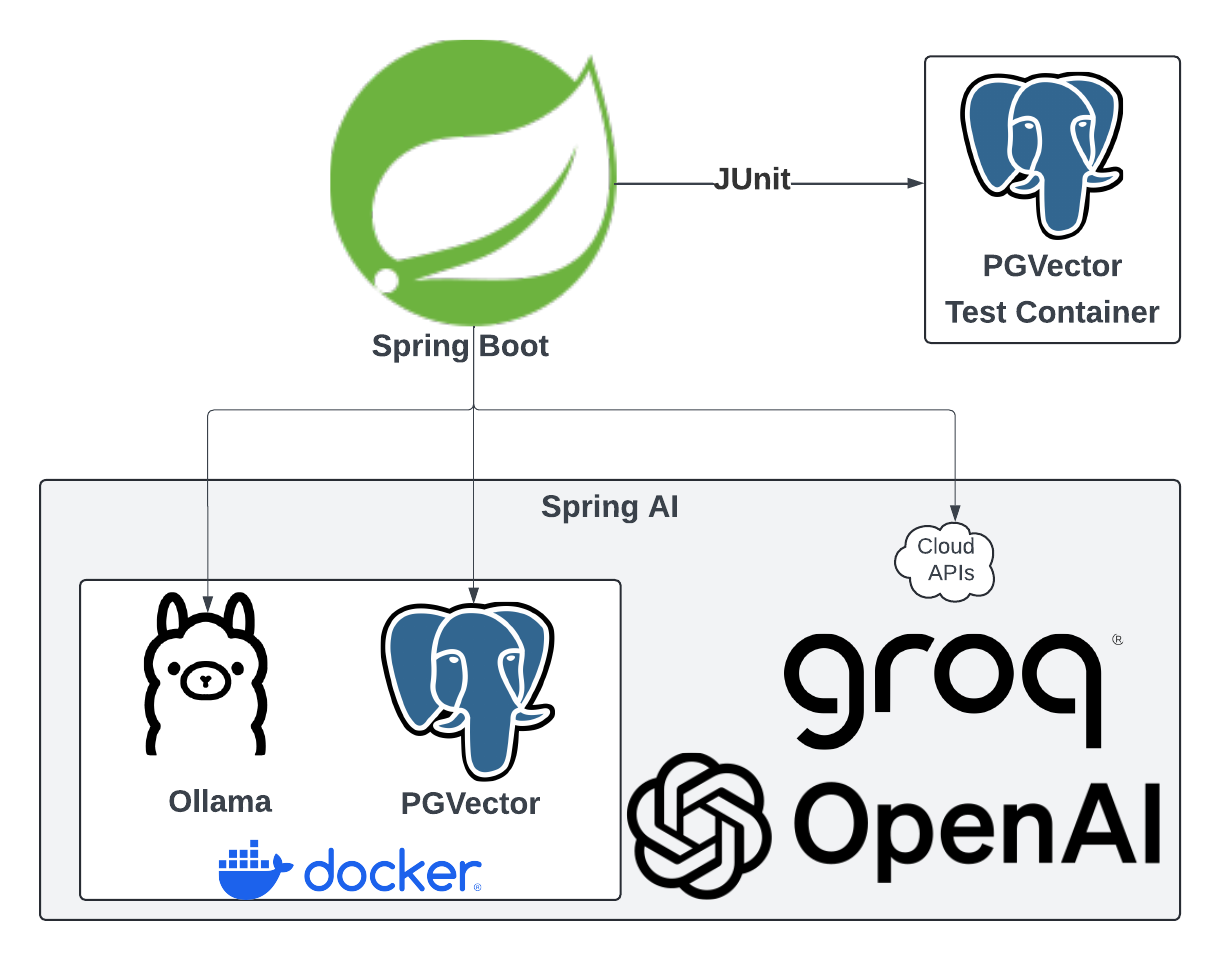 JUnit
PGVector
Test Container
Spring Boot
Spring AI
Cloud
APIs
groq®
Ollama
PGVector
OpenAI
docker®